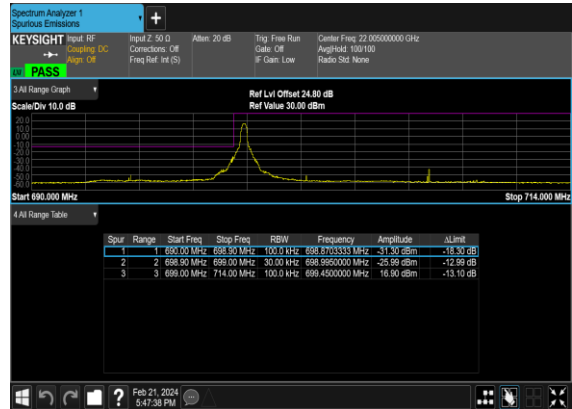 Spectrum Analyzer 1
Spurious Emissions
KEYSIGHT Input: RF Input Z: 50 Ω Atten: 20 dB Trig: Free Run Center Freq: 22.005000000 GHz
Coupling: DC Corrections: Off Gate: Off Avg|Hold: 100/100
Align: Off Freq Ref: Int (S) IF Gain: Low Radio Std: None
LW PASS
3 All Range Graph
Ref Lvl Offset 24.80 dB
Scale/Div 10.0 dB Ref Value 30.00 dBm
20.0
10.0
0.00
-10.0
-20.0
-30.0
-40.0
-50.0
-60.0
Start 690.000 MHz Stop 714.000 MHz
4 All Range Table
Spur Range Start Freq Stop Freq RBW Frequency Amplitude ΔLimit
1 1 690.00 MHz 698.90 MHz 100.0 kHz 698.8703333 MHz -31.30 dBm -18.30 dB
2 2 698.90 MHz 699.00 MHz 30.00 kHz 698.9950000 MHz -25.99 dBm -12.99 dB
3 3 699.00 MHz 714.00 MHz 100.0 kHz 699.4500000 MHz 16.90 dBm -13.10 dB
Feb 21, 2024
5:47:38 PM